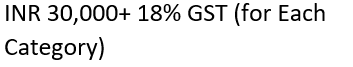 INR 30,000+ 18% GST (for Each
Category)